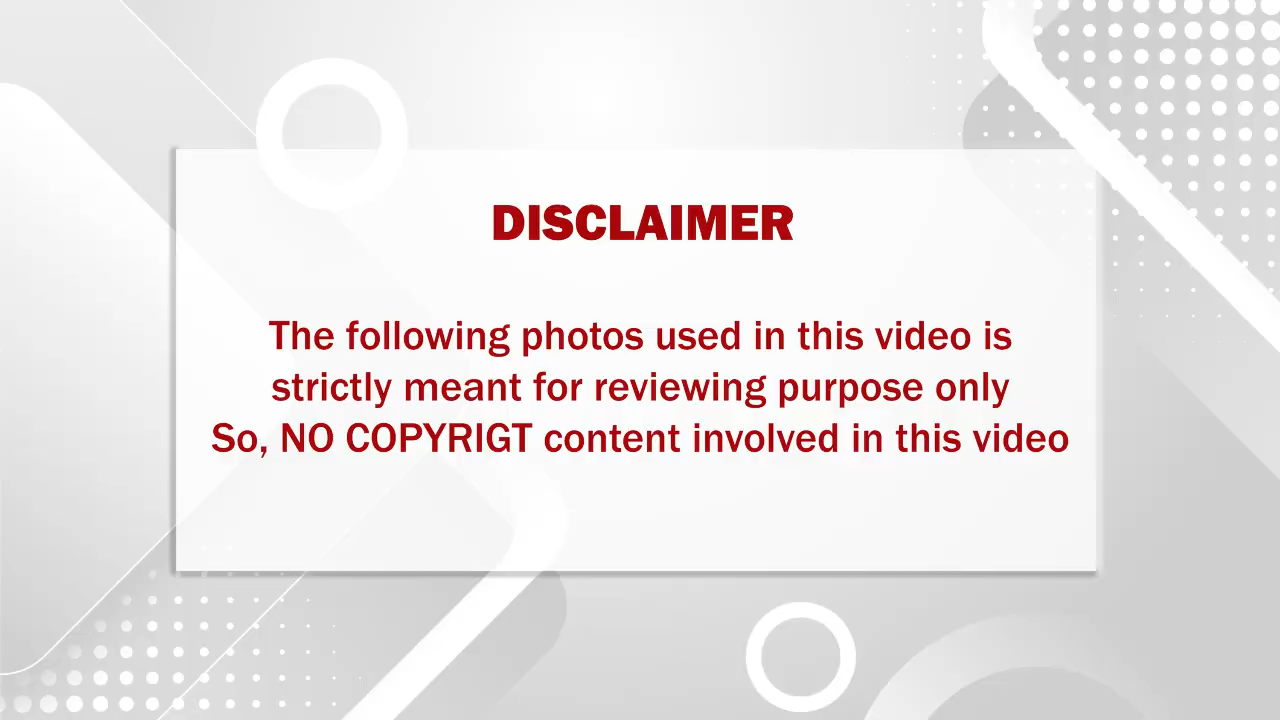 DISCLAIMER
The following photos used in this video is
strictly meant for reviewing purpose only
So, NO COPYRIGT content involved in this video